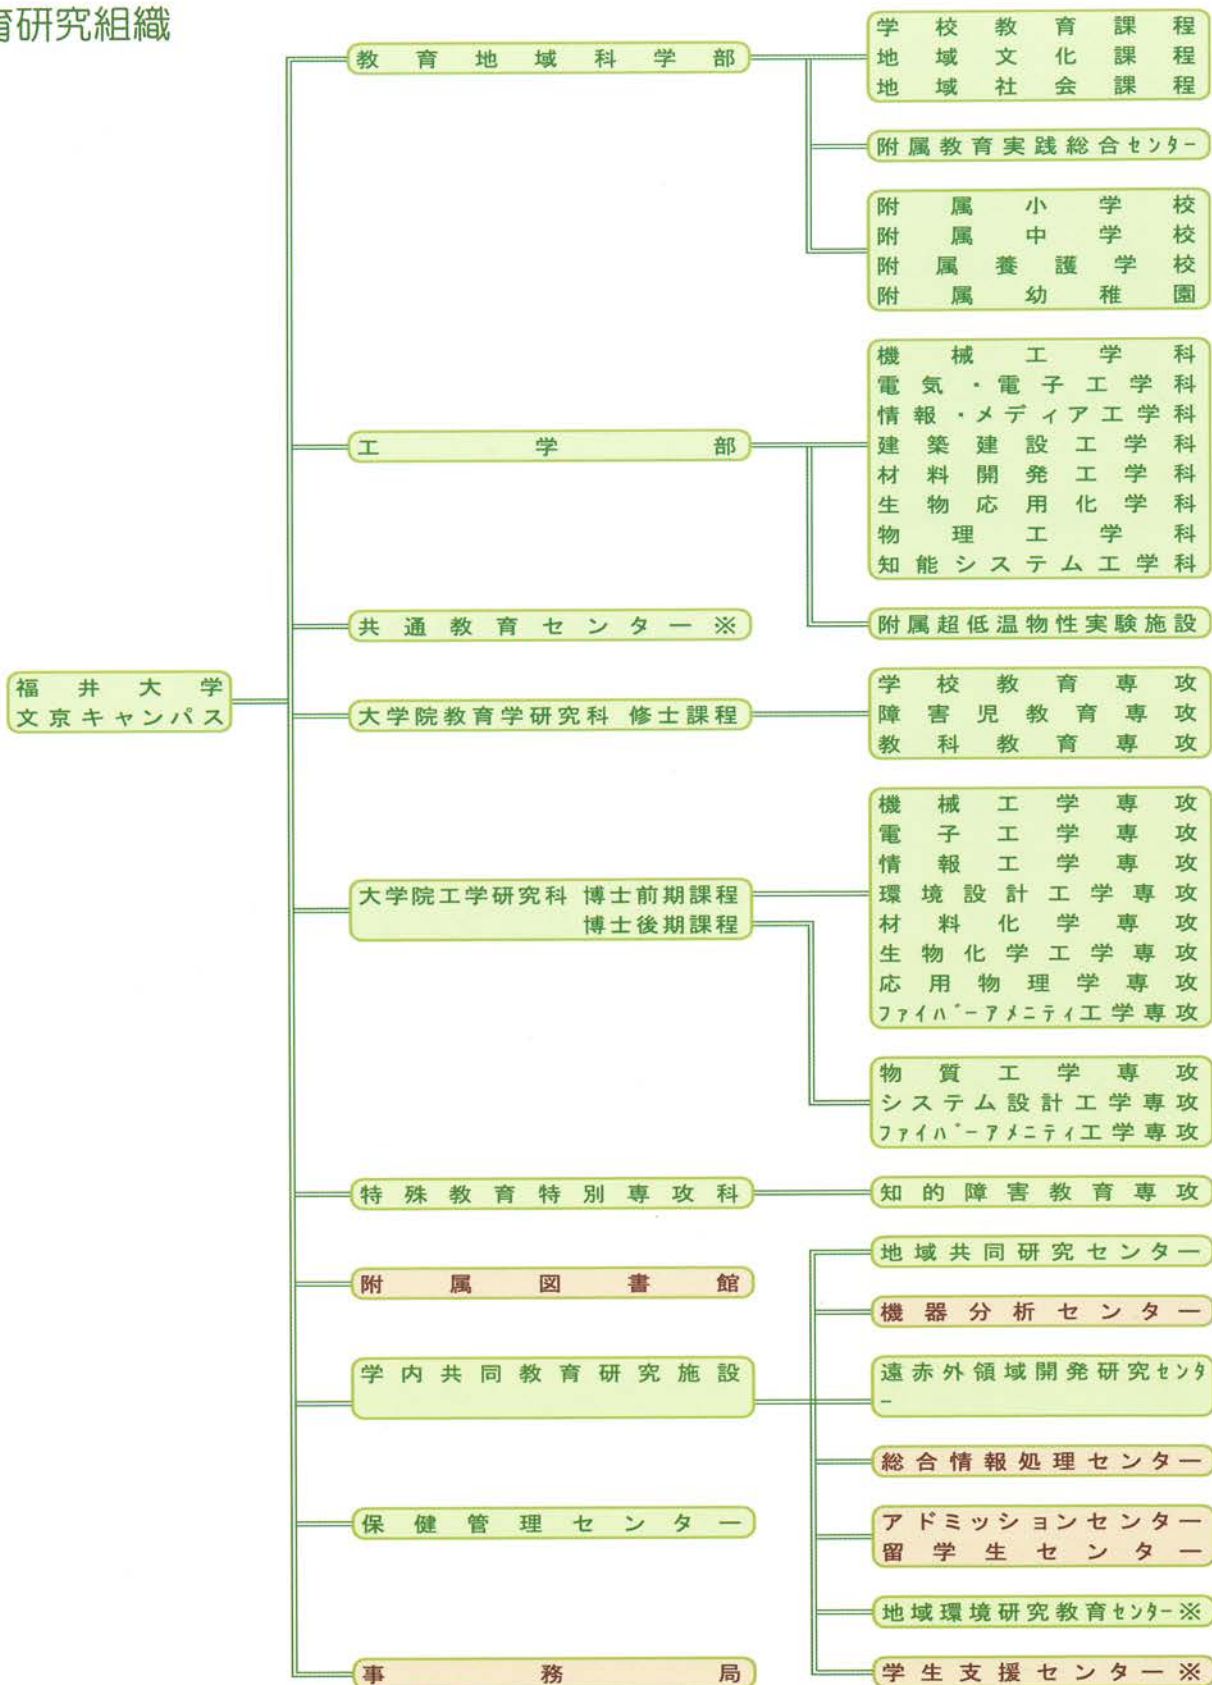 育研究組織
福井大学
文京キャンパス
教育地域科学部
学校教育課程
地域文化課程
地域社会課程
附属教育実践総合センター
附属小学校
附属中学校
附属養護学校
附属幼稚園
工学部
機械工学科
電気・電子工学科
情報・メディア工学科
建築建設工学科
材料開発工学科
生物応用化学科
物理工学科
知能システム工学科
附属超低温物性実験施設
共通教育センター※
大学院教育学研究科 修士課程
学校教育専攻
障害児教育専攻
教科教育専攻
大学院工学研究科 博士前期課程
博士後期課程
機械工学専攻
電子工学専攻
情報工学専攻
環境設計工学専攻
材料化学専攻
生物化学工学専攻
応用物理学専攻
ファイバーアメニティ工学専攻
物質工学専攻
システム設計工学専攻
ファイバーアメニティ工学専攻
特殊教育特別専攻科
知的障害教育専攻
附属図書館
学内共同教育研究施設
地域共同研究センター
機器分析センター
遠赤外領域開発研究センタ
ー
総合情報処理センター
アドミッションセンター
留学生センター
地域環境研究教育センター※
学生支援センター※
保健管理センター
事務局